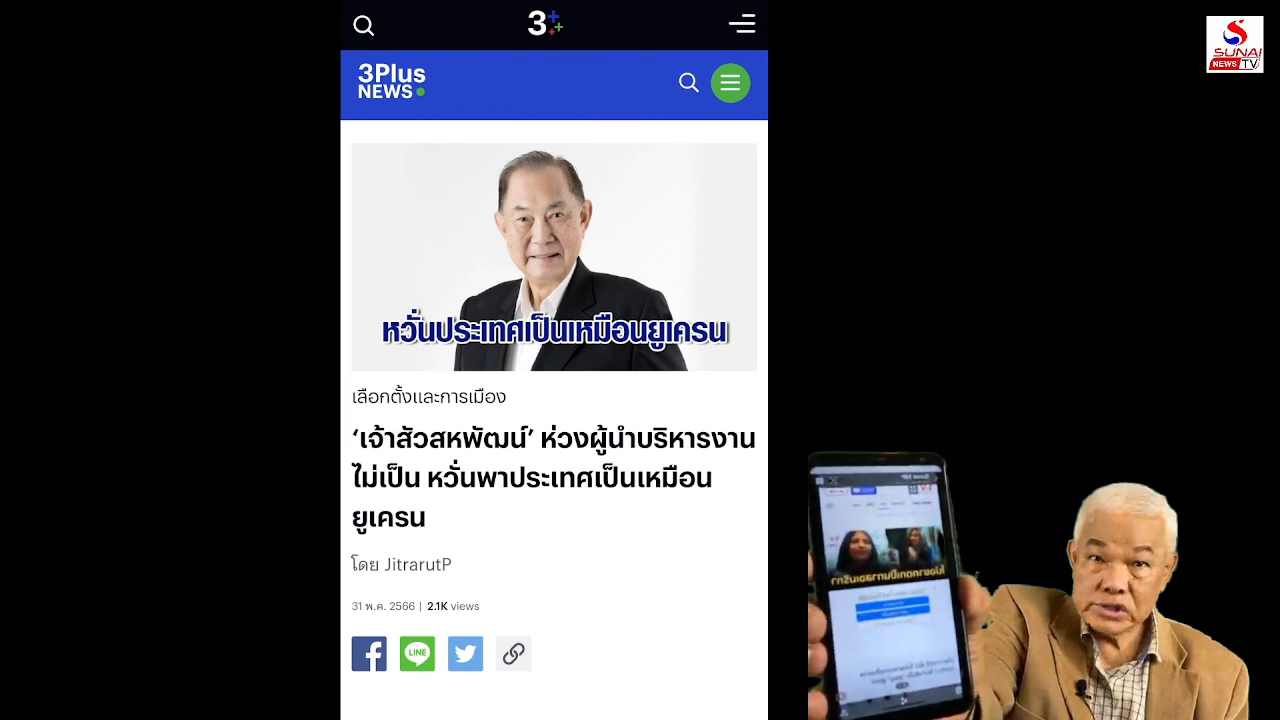 3
3Plus
NEWS
หวั่นประเทศเป็นเหมือนยูเครน
เลือกตั้งและการเมือง
‘เจ้าสัวสหพัฒน์’ ห่วงผู้นำบริหารงาน
ไม่เป็น หวั่นพาประเทศเป็นเหมือน
ยูเครน
โดย JitrarutP
31 พ.ค. 2566 | 2.1K views
LINE
SUNAI
NEWS TV